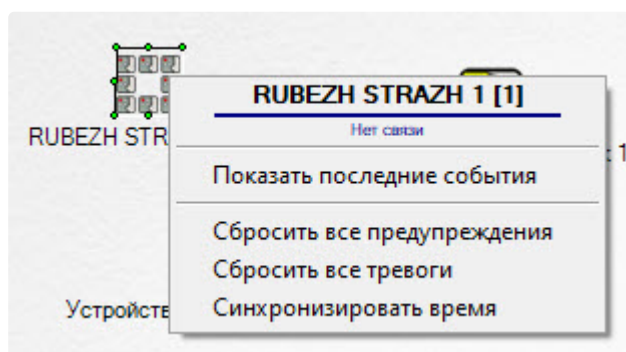 RUBEZH STRAZH 1 [1]
Нет связи
RUBEZH STR
1
Показать последние события
Сбросить все предупреждения
Сбросить все тревоги
Устройств
Синхронизировать время